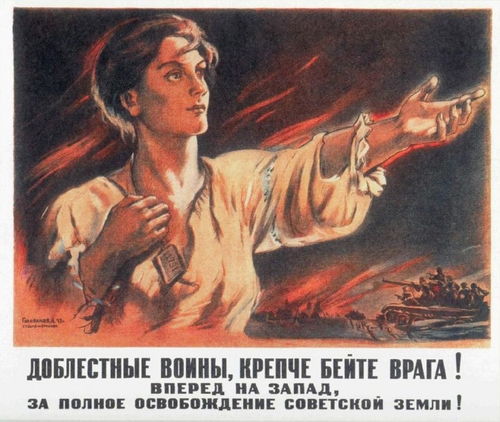 ДОБЛЕСТНЫЕ ВОИНЫ, КРЕПЧЕ БЕЙТЕ ВРАГА!
ВПЕРЕД НА ЗАПАД,
ЗА ПОЛНОЕ ОСВОБОЖДЕНИЕ СОВЕТСКОЙ ЗЕМЛИ!